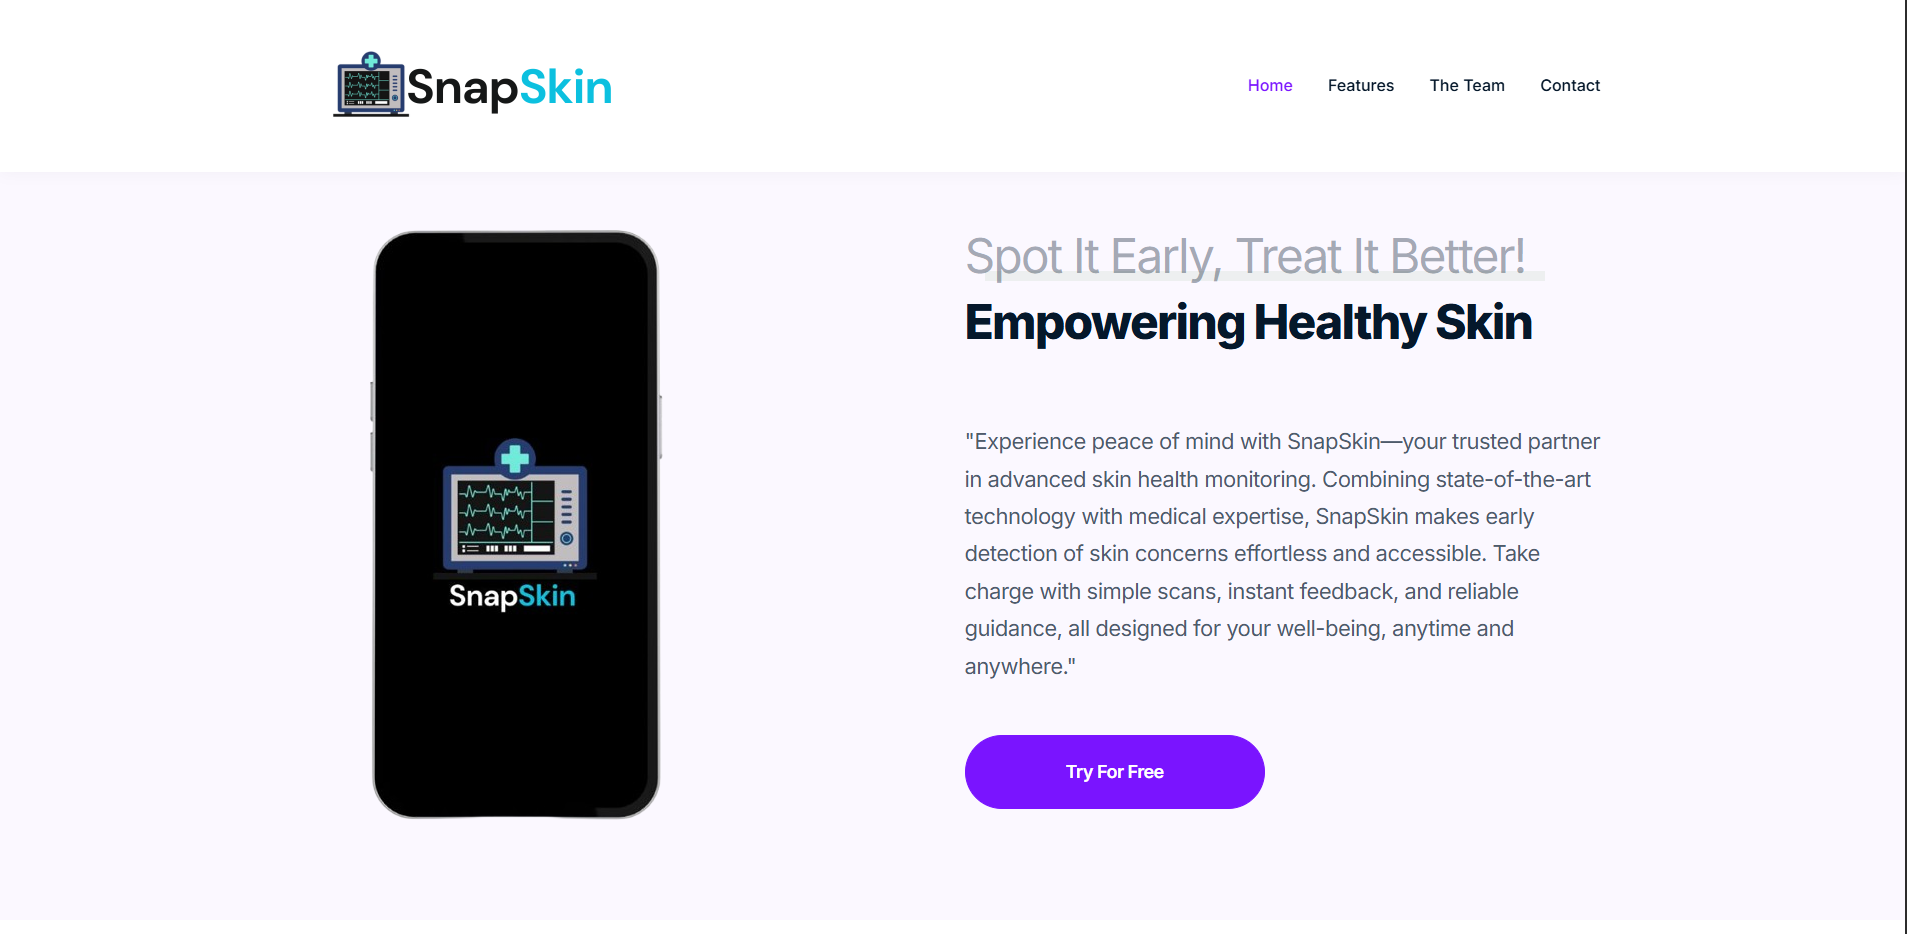 SnapSkin
Home Features The Team Contact
Spot It Early, Treat It Better!
Empowering Healthy Skin
"Experience peace of mind with SnapSkin—your trusted partner
in advanced skin health monitoring. Combining state-of-the-art
technology with medical expertise, SnapSkin makes early
detection of skin concerns effortless and accessible. Take
charge with simple scans, instant feedback, and reliable
guidance, all designed for your well-being, anytime and
anywhere."
Try For Free
SnapSkin